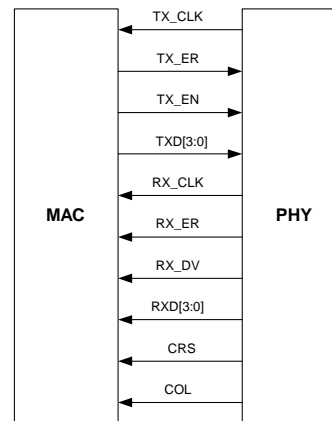 TX_CLK
TX_ER
TX_EN
TXD[3:0]
RX_CLK
MAC
PHY
RX_ER
RX_DV
RXD[3:0]
CRS
COL